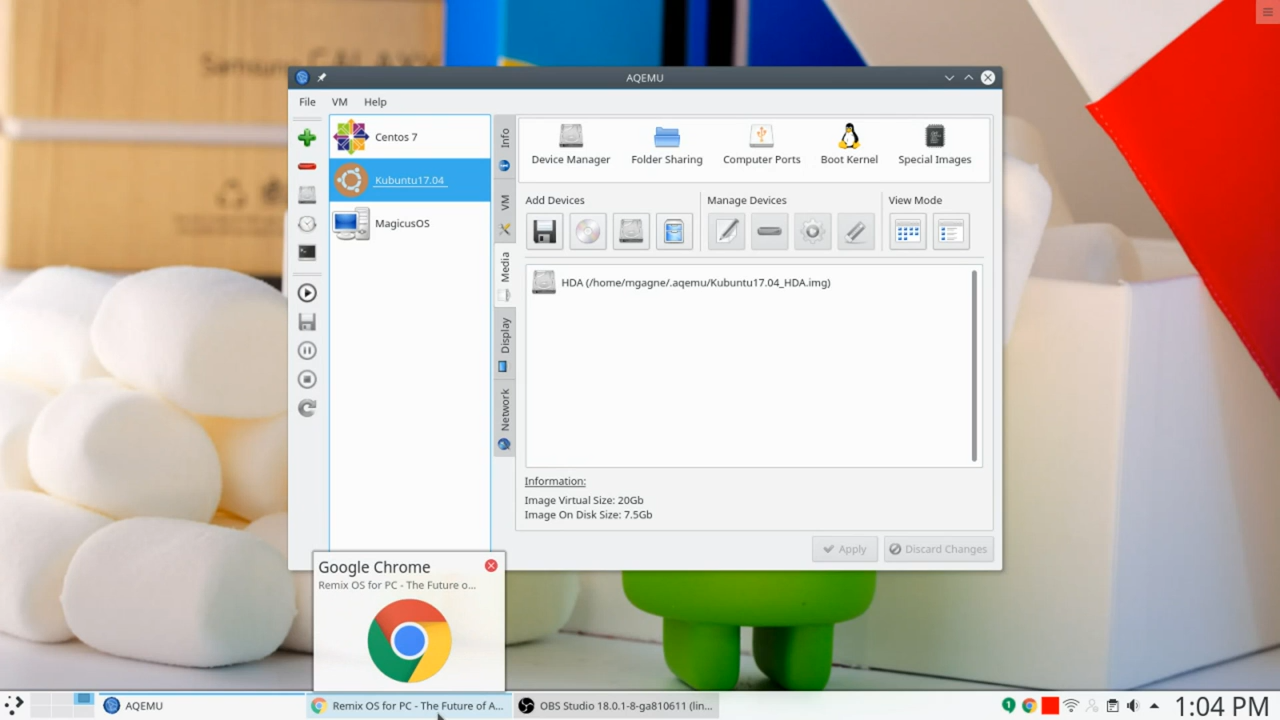 Samsung GALAXY
AQEMU
File VM Help
Centos 7
Kubuntu17.04
MagicusOS
Info
VM
Media
Display
Network
Device Manager Folder Sharing Computer Ports Boot Kernel Special Images
Add Devices Manage Devices View Mode
HDA (/home/mgagne/.aqemu/Kubuntu17.04_HDA.img)
Information:
Image Virtual Size: 20Gb
Image On Disk Size: 7.5Gb
Apply Discard Changes
Google Chrome
Remix OS for PC - The Future o...
AQEMU Remix OS for PC - The Future of A... OBS Studio 18.0.1-8-ga810611 (lin... 1:04 PM